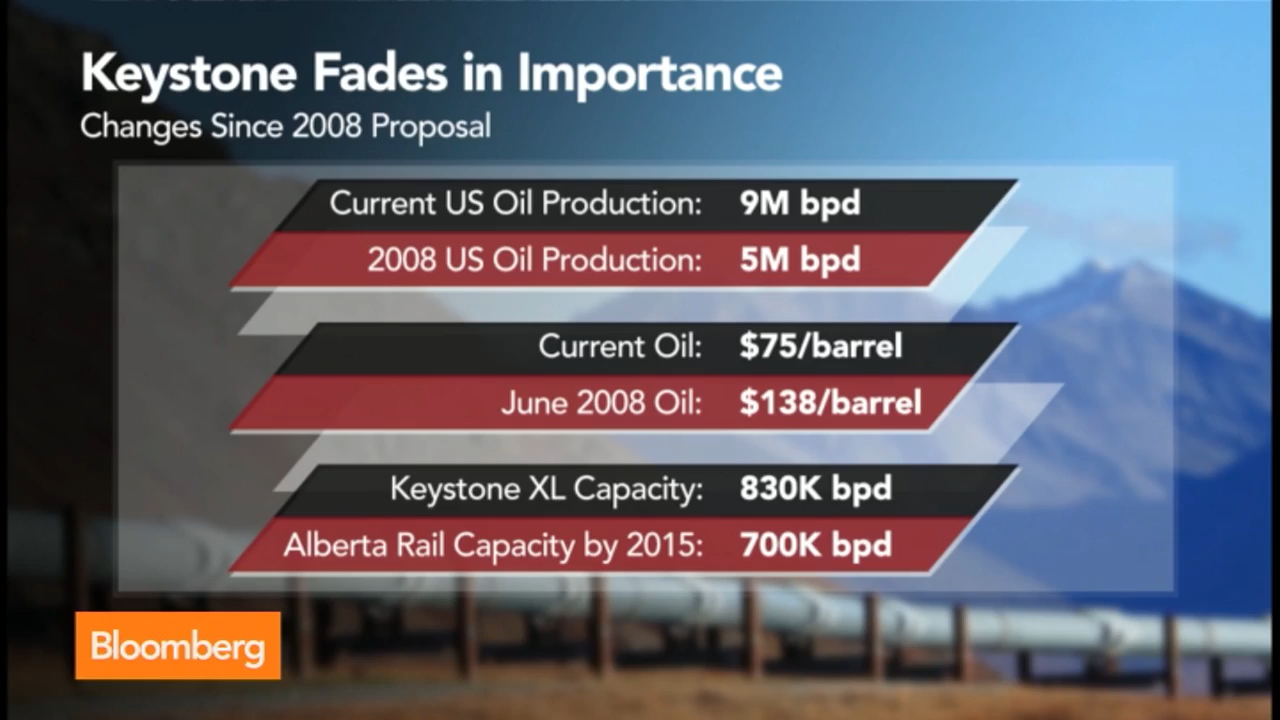 Keystone Fades in Importance
Changes Since 2008 Proposal
Current US Oil Production: 9M bpd
2008 US Oil Production: 5M bpd
Current Oil: $75/barrel
June 2008 Oil: $138/barrel
Keystone XL Capacity: 830K bpd
Alberta Rail Capacity by 2015: 700K bpd
Bloomberg